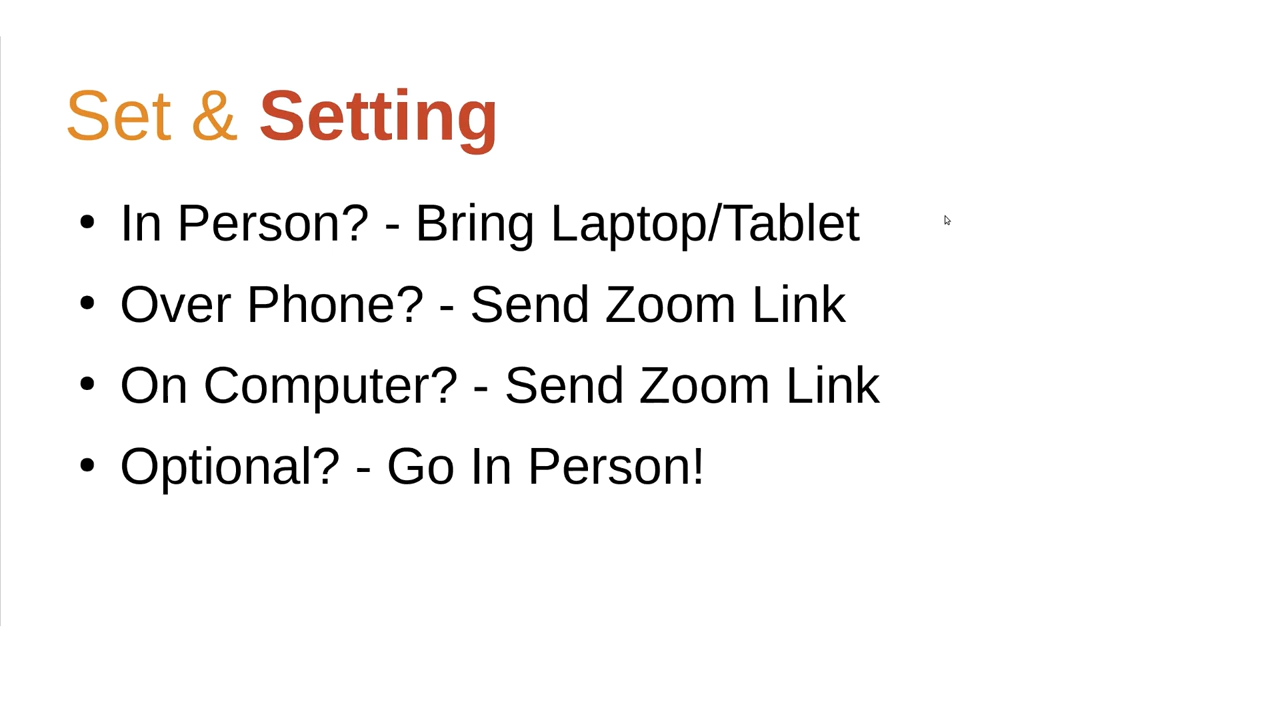 Set & Setting
• In Person? - Bring Laptop/Tablet
• Over Phone? - Send Zoom Link
• On Computer? - Send Zoom Link
• Optional? - Go In Person!